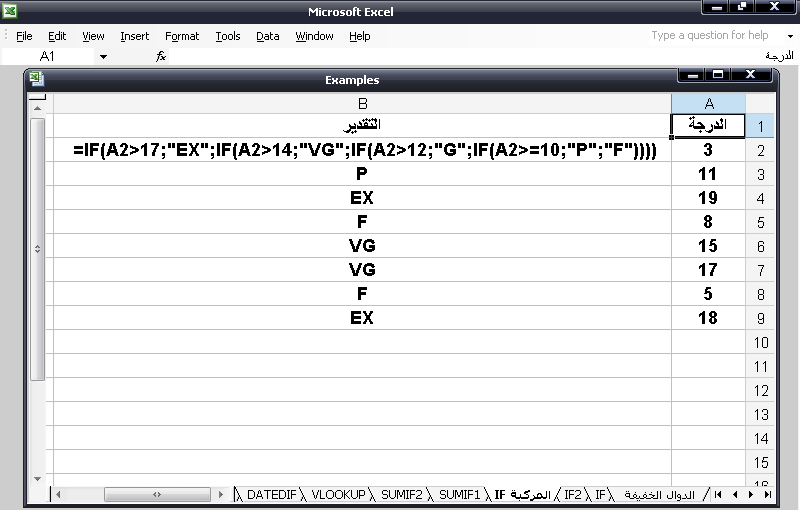 Microsoft Excel
File Edit View Insert Format Tools Data Window Help Type a question for help
A1 fx الدرجة
Examples
A B
1 الدرجة التقدير
2 3 =IF(A2>17;"EX";IF(A2>14;"VG";IF(A2>12;"G";IF(A2>=10;"P";"F"))))
3 11 P
4 19 EX
5 8 F
6 15 VG
7 17 VG
8 5 F
9 18 EX
10
11
12
13
14
15
16
الدوال الخفيفة IF IF2 IF المركبة SUMIF1 SUMIF2 VLOOKUP DATEDIF